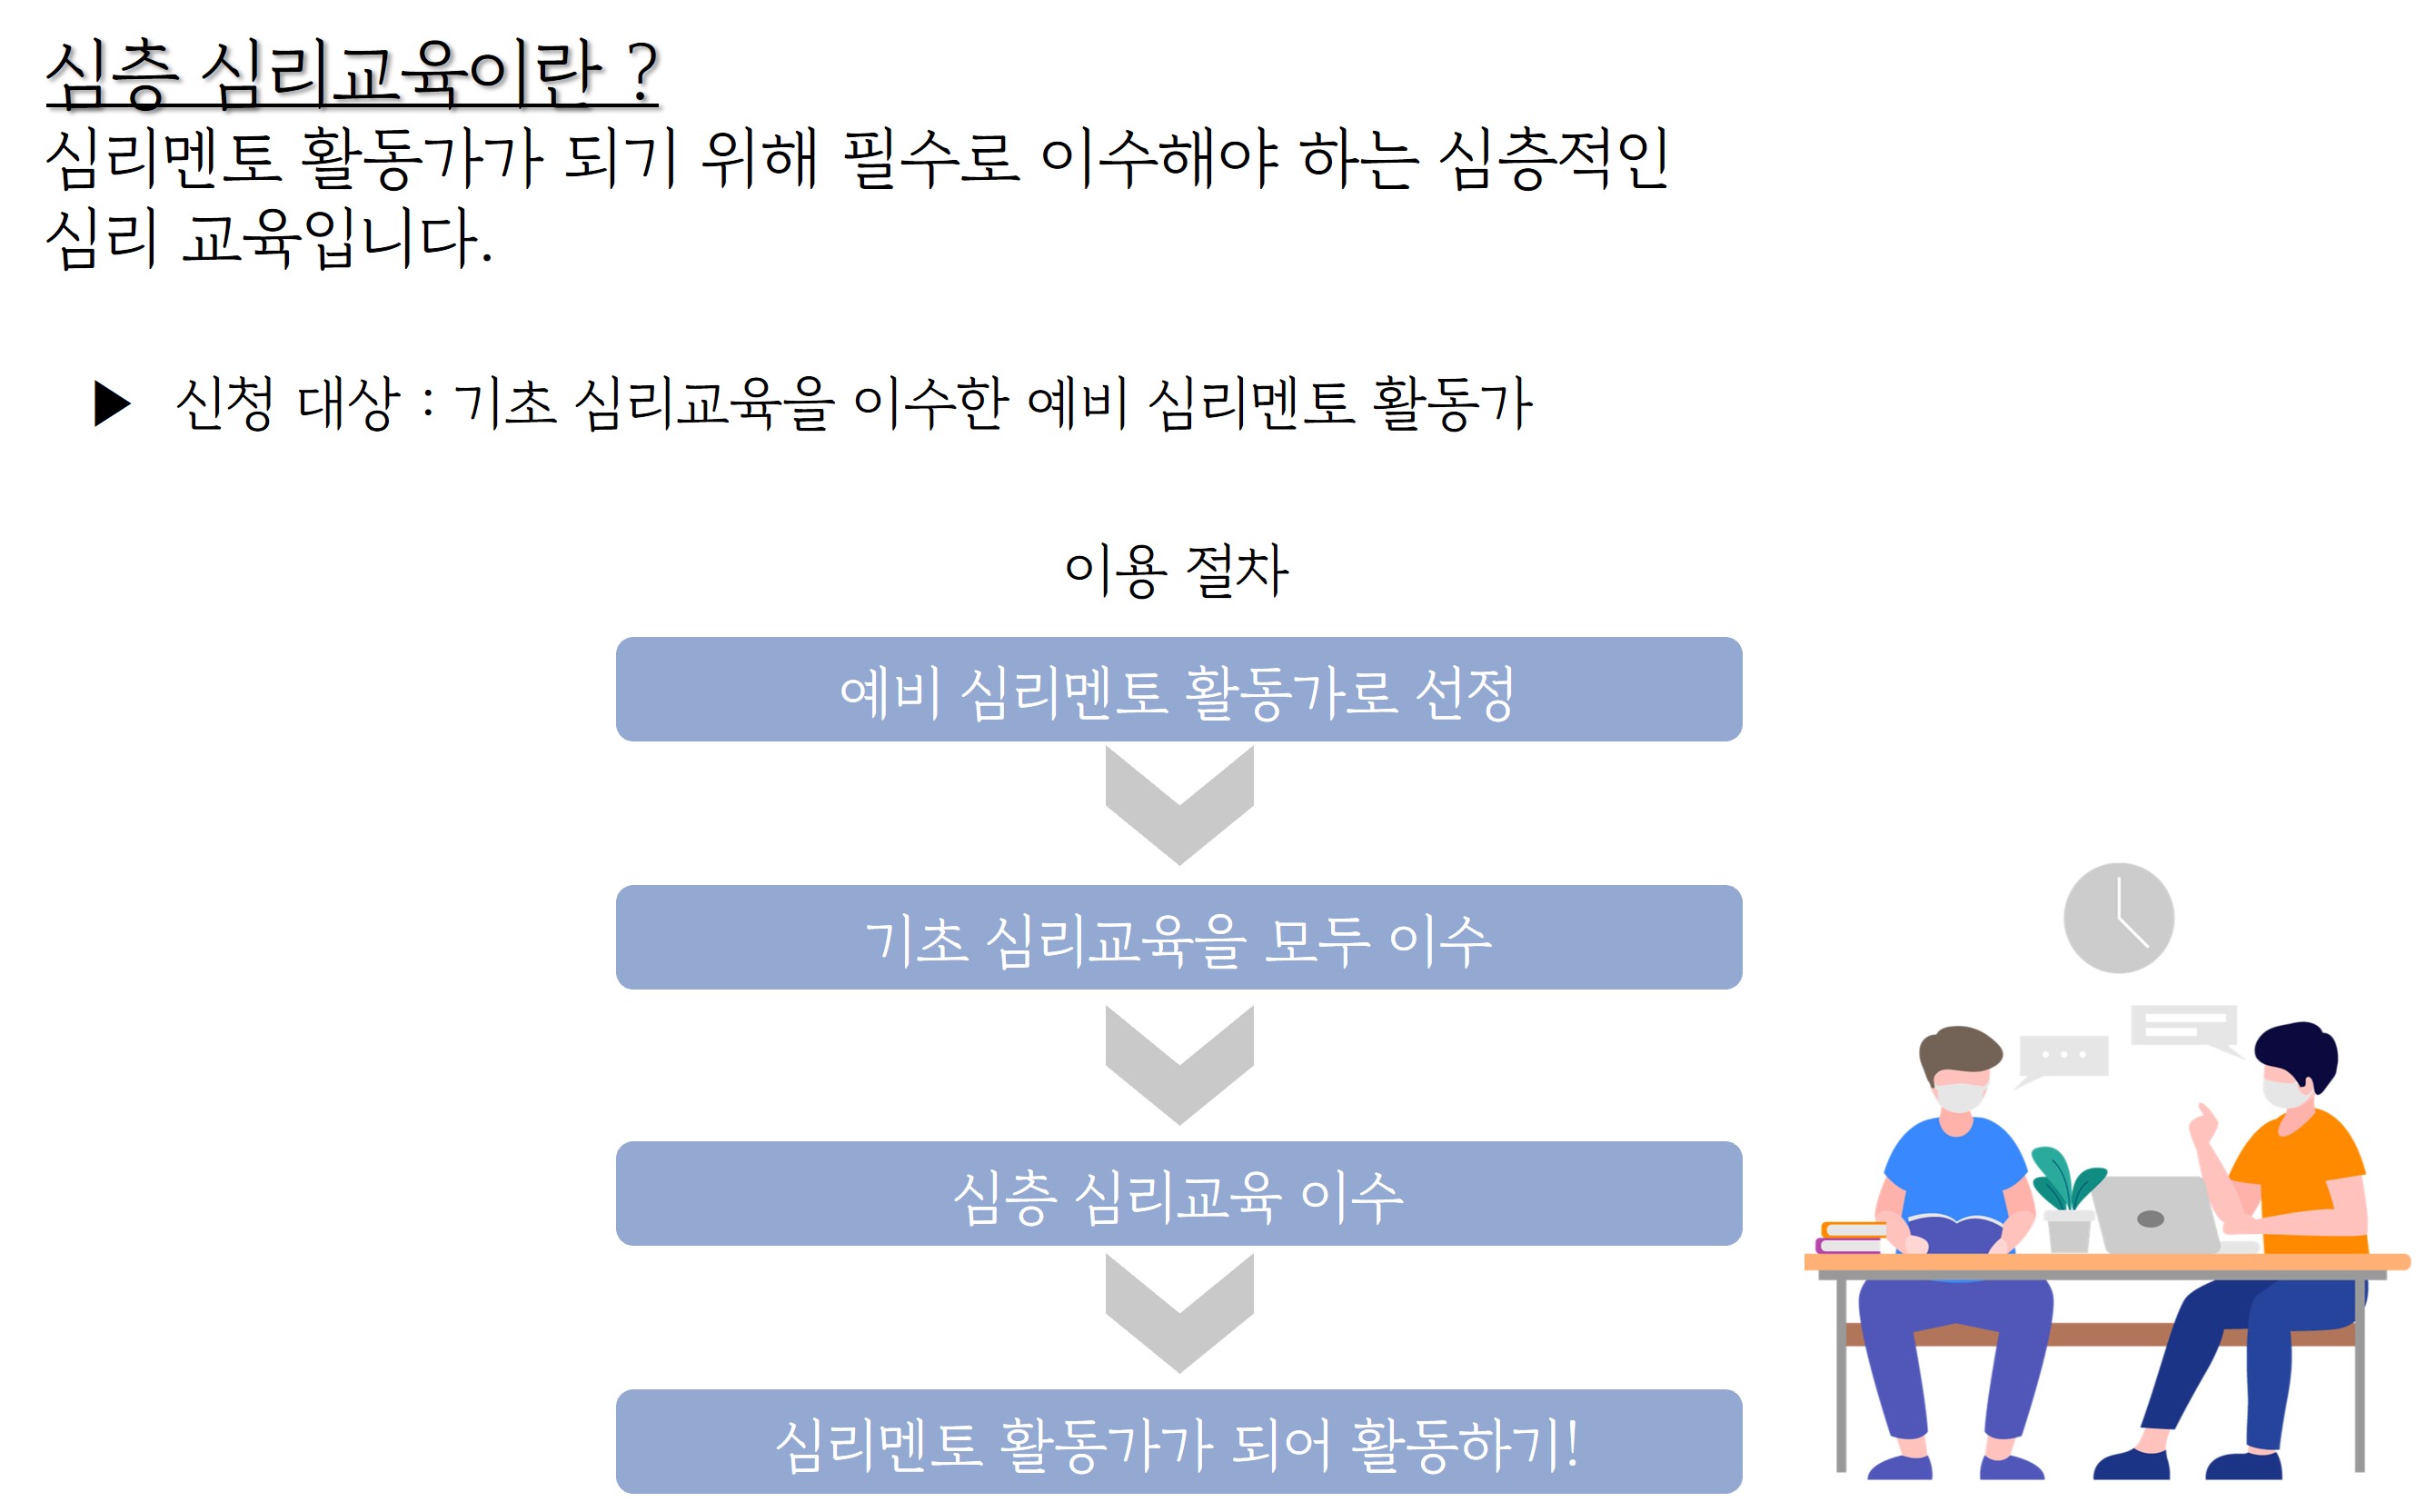 심층 심리교육이란 ?
심리멘토 활동가가 되기 위해 필수로 이수해야 하는 심층적인
심리 교육입니다.
▶ 신청 대상 : 기초 심리교육을 이수한 예비 심리멘토 활동가
이용 절차
예비 심리멘토 활동가로 선정
기초 심리교육을 모두 이수
심층 심리교육 이수
심리멘토 활동가가 되어 활동하기!